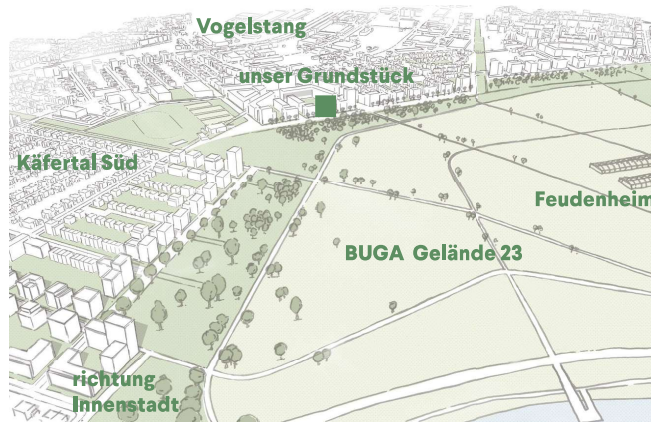 Vogelstang
unser Grundstück
Käfertal Süd
Feudenheim
BUGA Gelände 23
richtung
Innenstadt